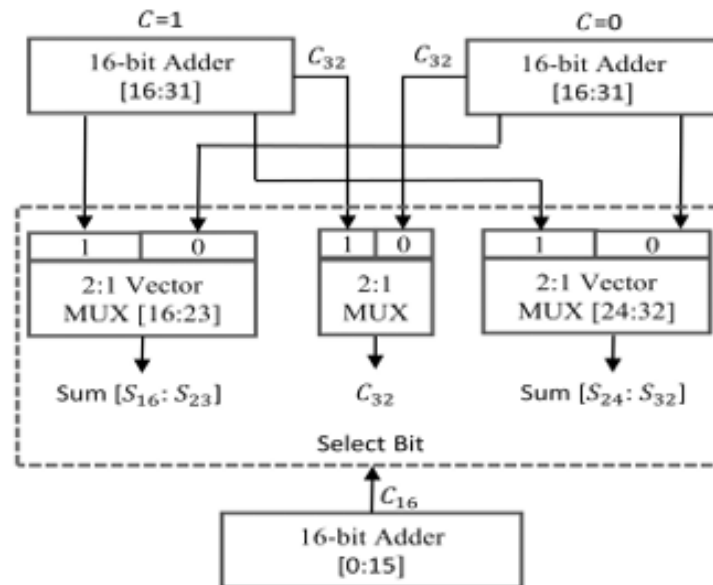 C=1
C=0
16-bit Adder
[16:31]
C₃₂
C₃₂
16-bit Adder
[16:31]
1
0
1
0
1
0
2:1 Vector
MUX [16:23]
2:1
MUX
2:1 Vector
MUX [24:32]
Sum [S₁₆: S₂₃]
C₃₂
Sum [S₂₄: S₃₂]
Select Bit
C₁₆
16-bit Adder
[0:15]